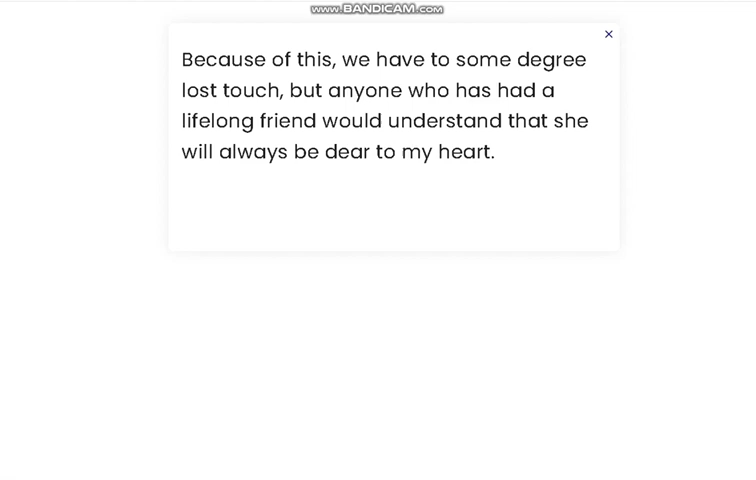 www.BANDICAM.com
×
Because of this, we have to some degree
lost touch, but anyone who has had a
lifelong friend would understand that she
will always be dear to my heart.